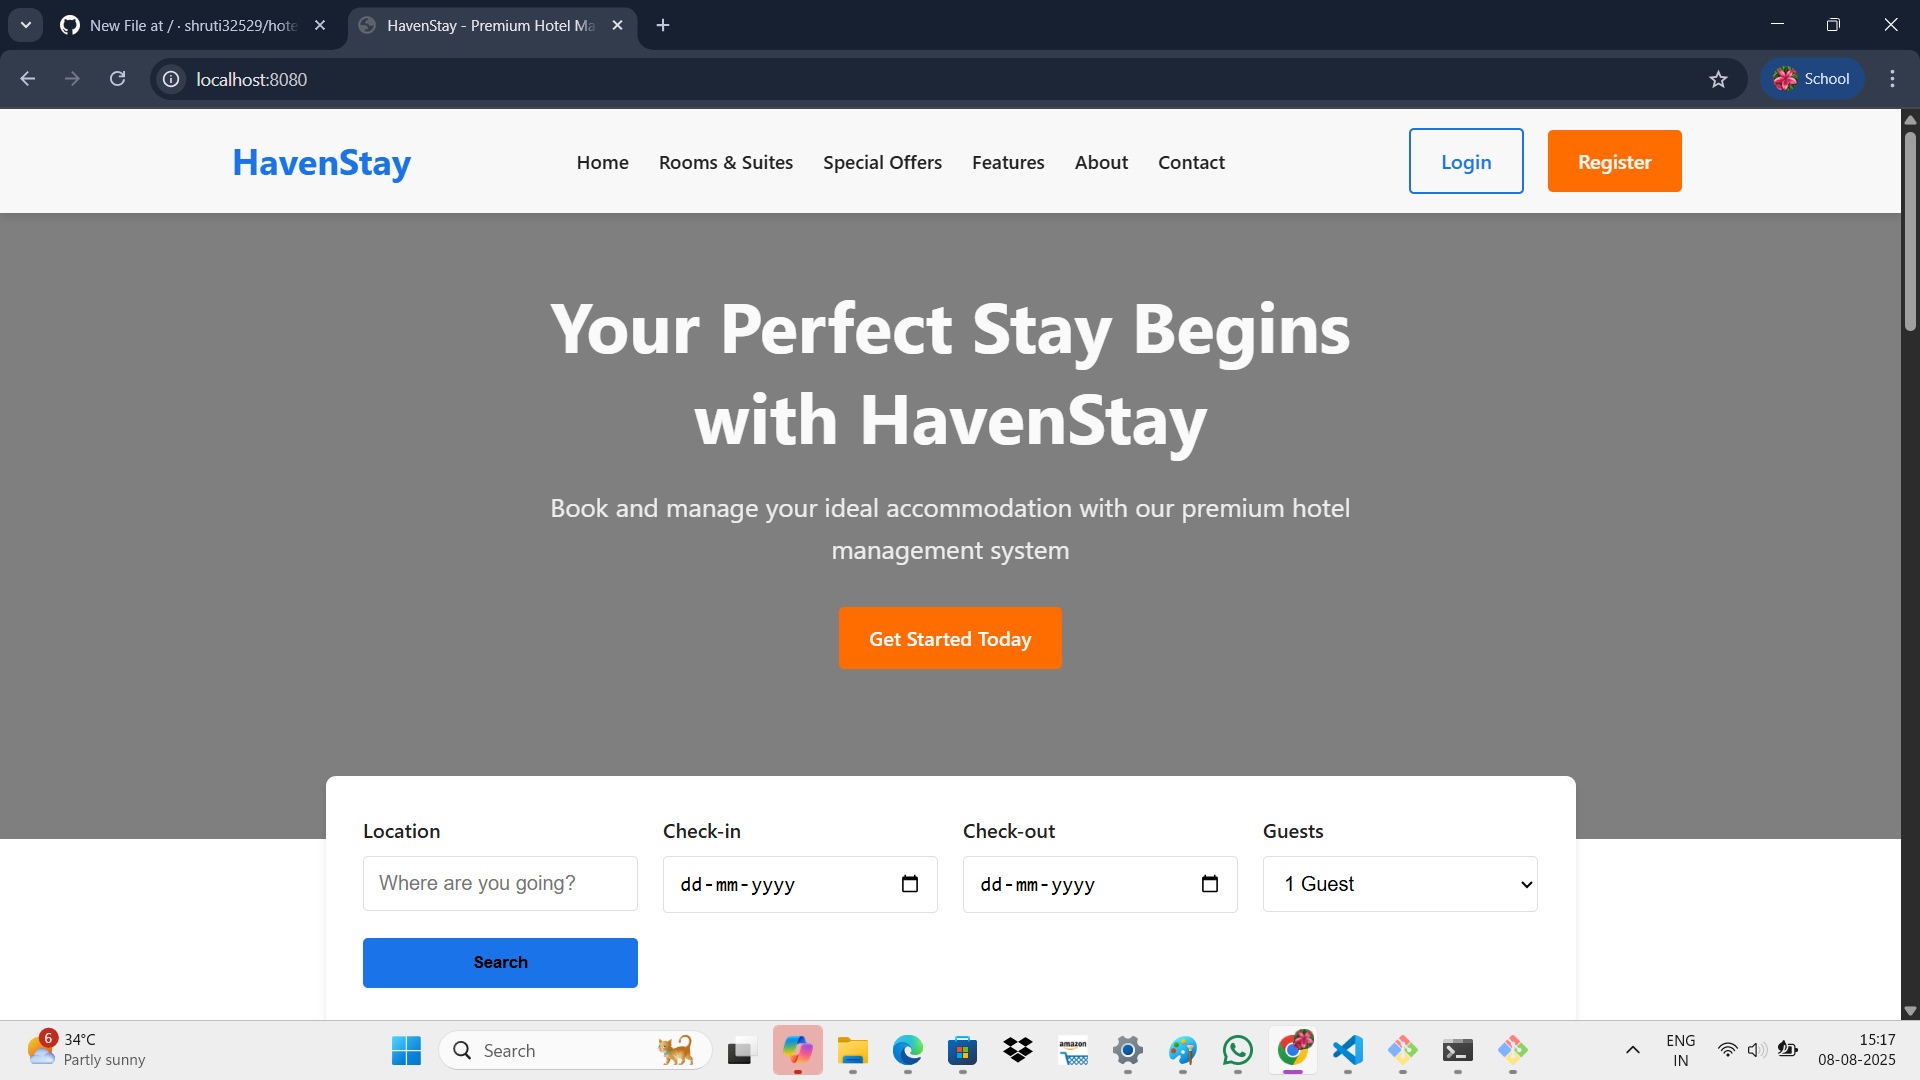 New File at / · shruti32529/hote
HavenStay - Premium Hotel Ma
localhost:8080
School
HavenStay
Home
Rooms & Suites
Special Offers
Features
About
Contact
Login
Register
Your Perfect Stay Begins
with HavenStay
Book and manage your ideal accommodation with our premium hotel
management system
Get Started Today
Location
Check-in
Check-out
Guests
Where are you going?
dd-mm-yyyy
dd-mm-yyyy
1 Guest
Search
6
34°C
Partly sunny
Search
amazon
ENG
IN
15:17
08-08-2025